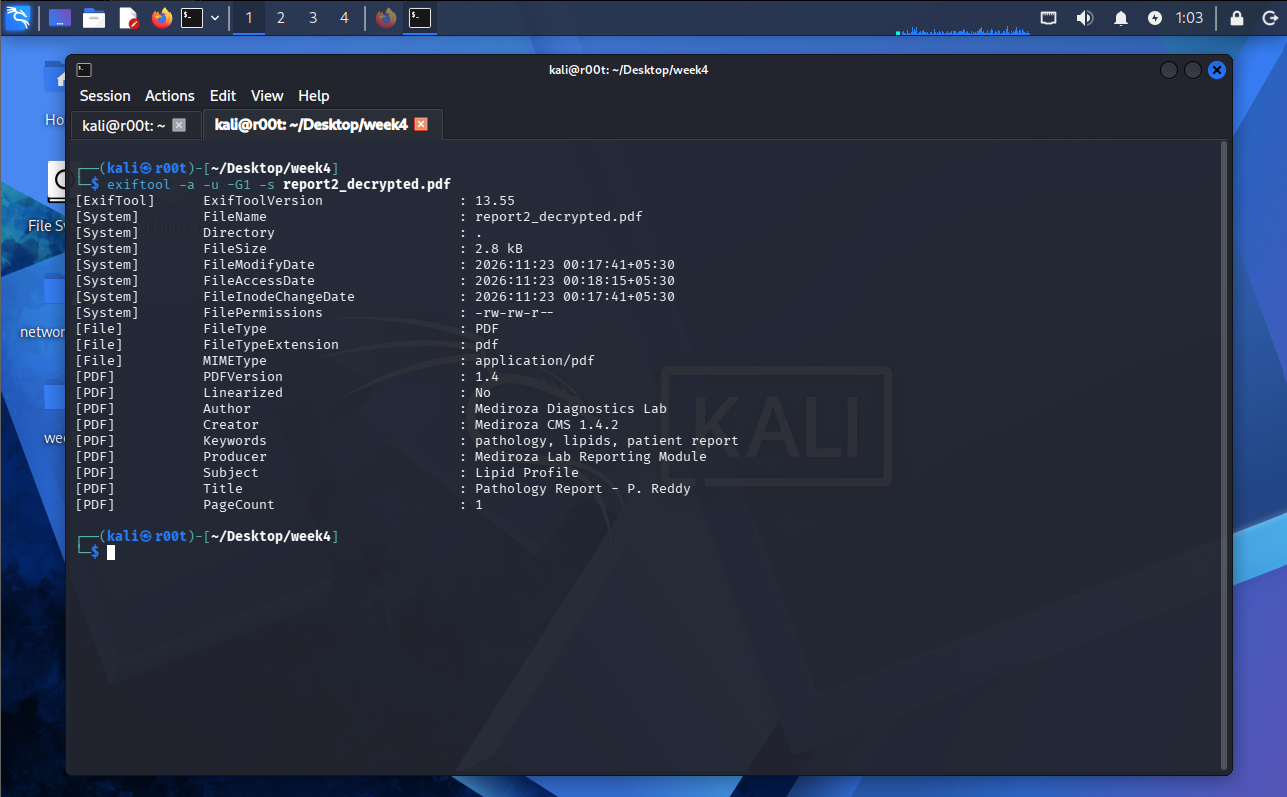 1 2 3 4 1:03
kali@r00t: ~/Desktop/week4
Session Actions Edit View Help
kali@r00t: ~ kali@r00t: ~/Desktop/week4
┌──(kali㉿r00t)-[~/Desktop/week4]
└─$ exiftool -a -u -G1 -s report2_decrypted.pdf
[ExifTool] ExifToolVersion : 13.55
[System] FileName : report2_decrypted.pdf
[System] Directory : .
[System] FileSize : 2.8 kB
[System] FileModifyDate : 2026:11:23 00:17:41+05:30
[System] FileAccessDate : 2026:11:23 00:18:15+05:30
[System] FileInodeChangeDate : 2026:11:23 00:17:41+05:30
[System] FilePermissions : -rw-rw-r--
[File] FileType : PDF
[File] FileTypeExtension : pdf
[File] MIMEType : application/pdf
[PDF] PDFVersion : 1.4
[PDF] Linearized : No
[PDF] Author : Mediroza Diagnostics Lab
[PDF] Creator : Mediroza CMS 1.4.2
[PDF] Keywords : pathology, lipids, patient report
[PDF] Producer : Mediroza Lab Reporting Module
[PDF] Subject : Lipid Profile
[PDF] Title : Pathology Report - P. Reddy
[PDF] PageCount : 1
┌──(kali㉿r00t)-[~/Desktop/week4]
└─$
Ho
File Sy
networ
wee
KALI